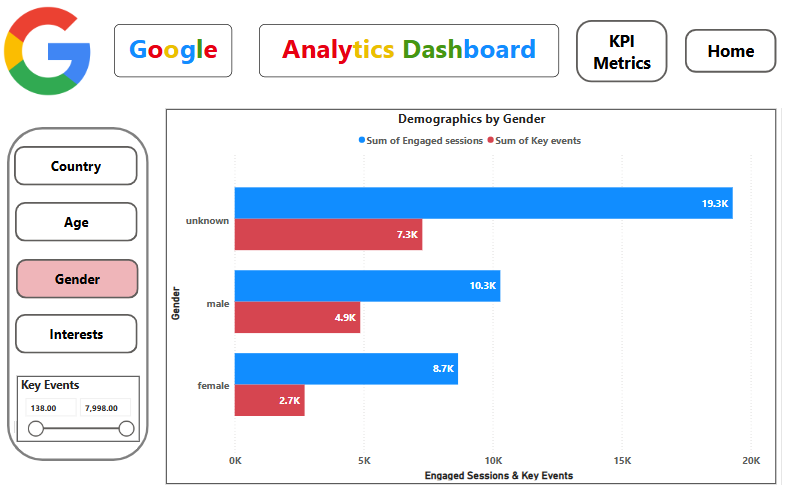 Google
Analytics Dashboard
KPI
Metrics
Home
Country
Age
Gender
Interests
Key Events
138.00 7,998.00
Demographics by Gender
Sum of Engaged sessions Sum of Key events
Gender
unknown
19.3K
7.3K
male
10.3K
4.9K
female
8.7K
2.7K
0K 5K 10K 15K 20K
Engaged Sessions & Key Events